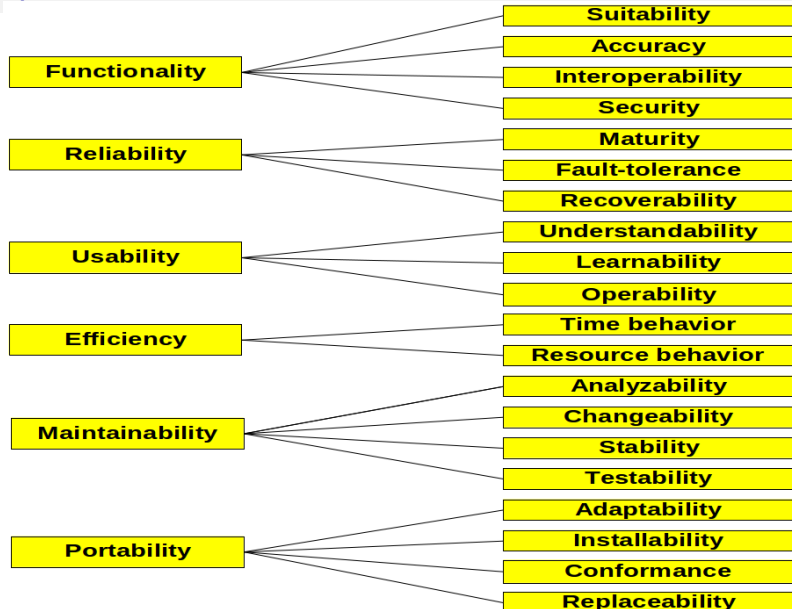 Functionality
Suitability
Accuracy
Interoperability
Security
Reliability
Maturity
Fault-tolerance
Recoverability
Usability
Understandability
Learnability
Operability
Efficiency
Time behavior
Resource behavior
Maintainability
Analyzability
Changeability
Stability
Testability
Portability
Adaptability
Installability
Conformance
Replaceability